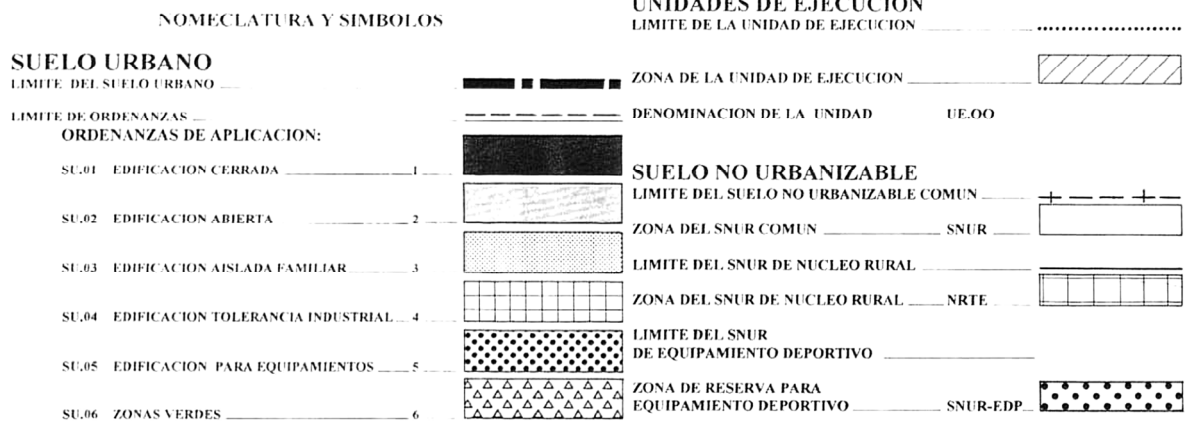 NOMECLATURA Y SIMBOLOS
SUELO URBANO
LIMITE DEL SUELO URBANO
LIMITE DE ORDENANZAS
ORDENANZAS DE APLICACION:
SU.01 EDIFICACION CERRADA 1
SU.02 EDIFICACION ABIERTA 2
SU.03 EDIFICACION AISLADA FAMILIAR 3
SU.04 EDIFICACION TOLERANCIA INDUSTRIAL 4
SU.05 EDIFICACION PARA EQUIPAMIENTOS 5
SU.06 ZONAS VERDES 6
UNIDADES DE EJECUCION
LIMITE DE LA UNIDAD DE EJECUCION
ZONA DE LA UNIDAD DE EJECUCION
DENOMINACION DE LA UNIDAD UE.OO
SUELO NO URBANIZABLE
LIMITE DEL SUELO NO URBANIZABLE COMUN
ZONA DEL SNUR COMUN SNUR
LIMITE DEL SNUR DE NUCLEO RURAL
ZONA DEL SNUR DE NUCLEO RURAL NRTE
LIMITE DEL SNUR
DE EQUIPAMIENTO DEPORTIVO
ZONA DE RESERVA PARA
EQUIPAMIENTO DEPORTIVO SNUR-EDP